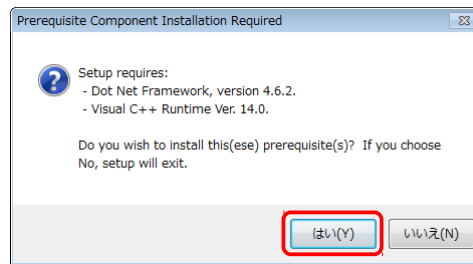 Prerequisite Component Installation Required
Setup requires:
- Dot Net Framework, version 4.6.2.
- Visual C++ Runtime Ver. 14.0.
Do you wish to install this(ese) prerequisite(s)? If you choose
No, setup will exit.
はい(Y) いいえ(N)